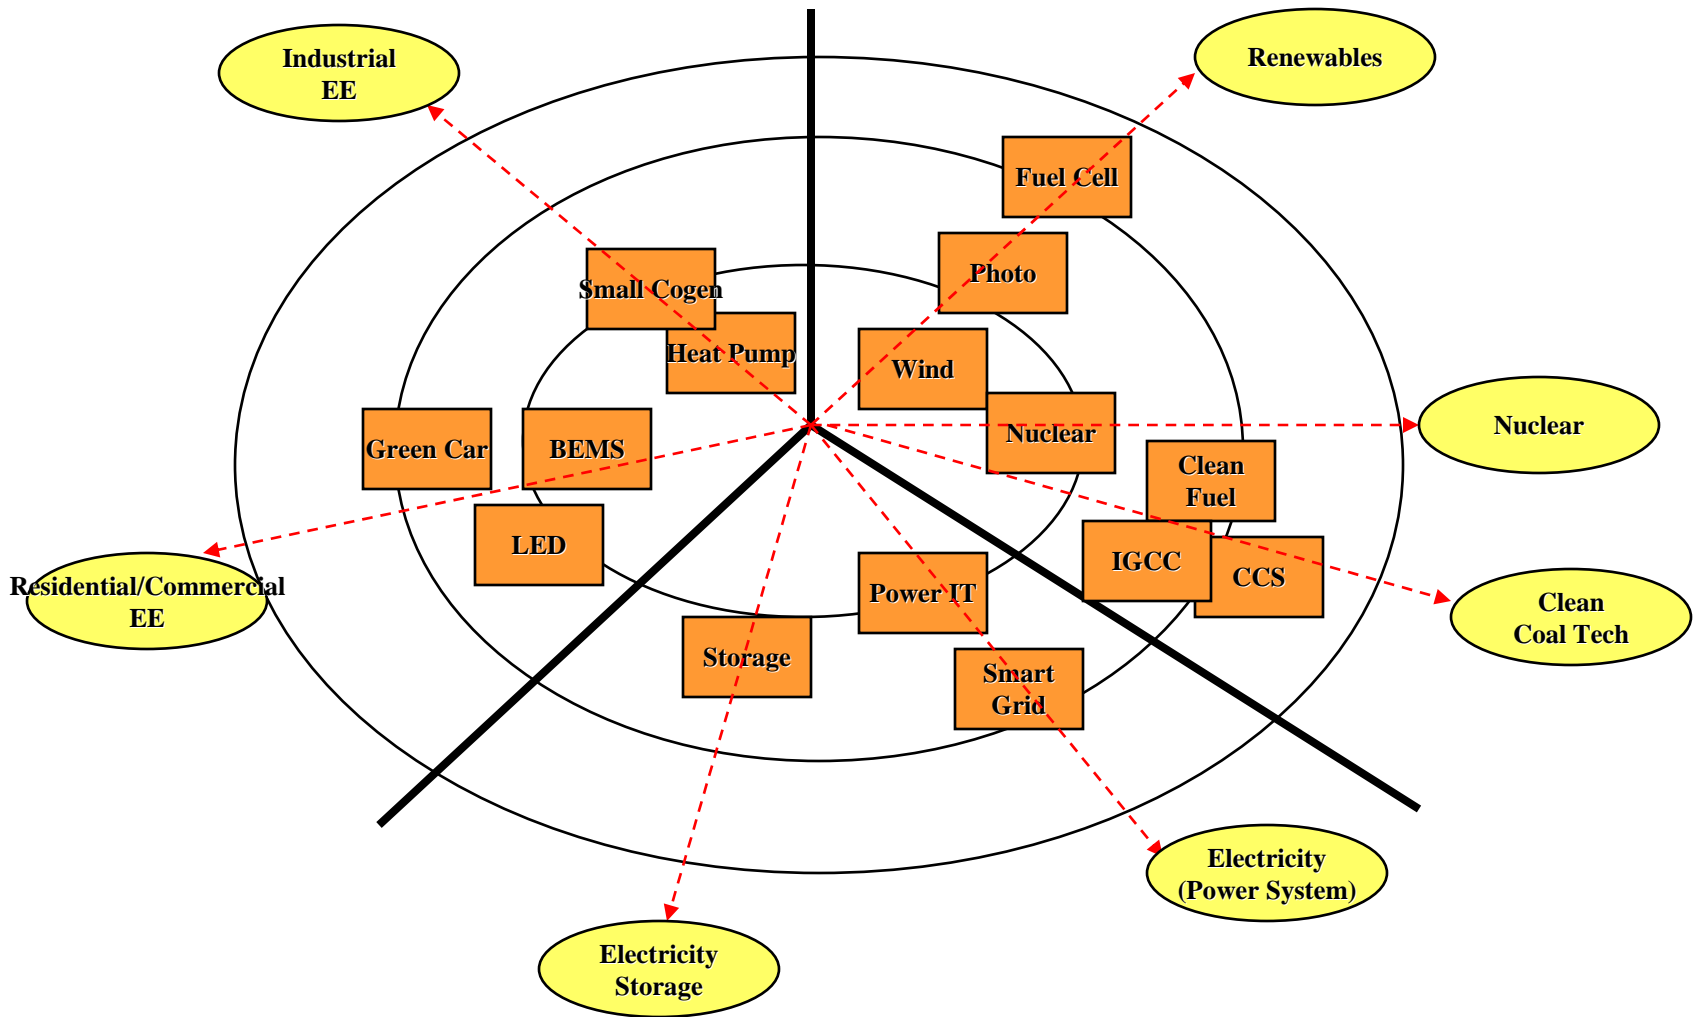 Industrial
EE
Renewables
Fuel Cell
Photo
Small Cogen
Heat Pump
Wind
Nuclear
Nuclear
Green Car
BEMS
Clean
Fuel
LED
IGCC
CCS
Residential/Commercial
EE
Power IT
Clean
Coal Tech
Storage
Smart
Grid
Electricity
(Power System)
Electricity
Storage